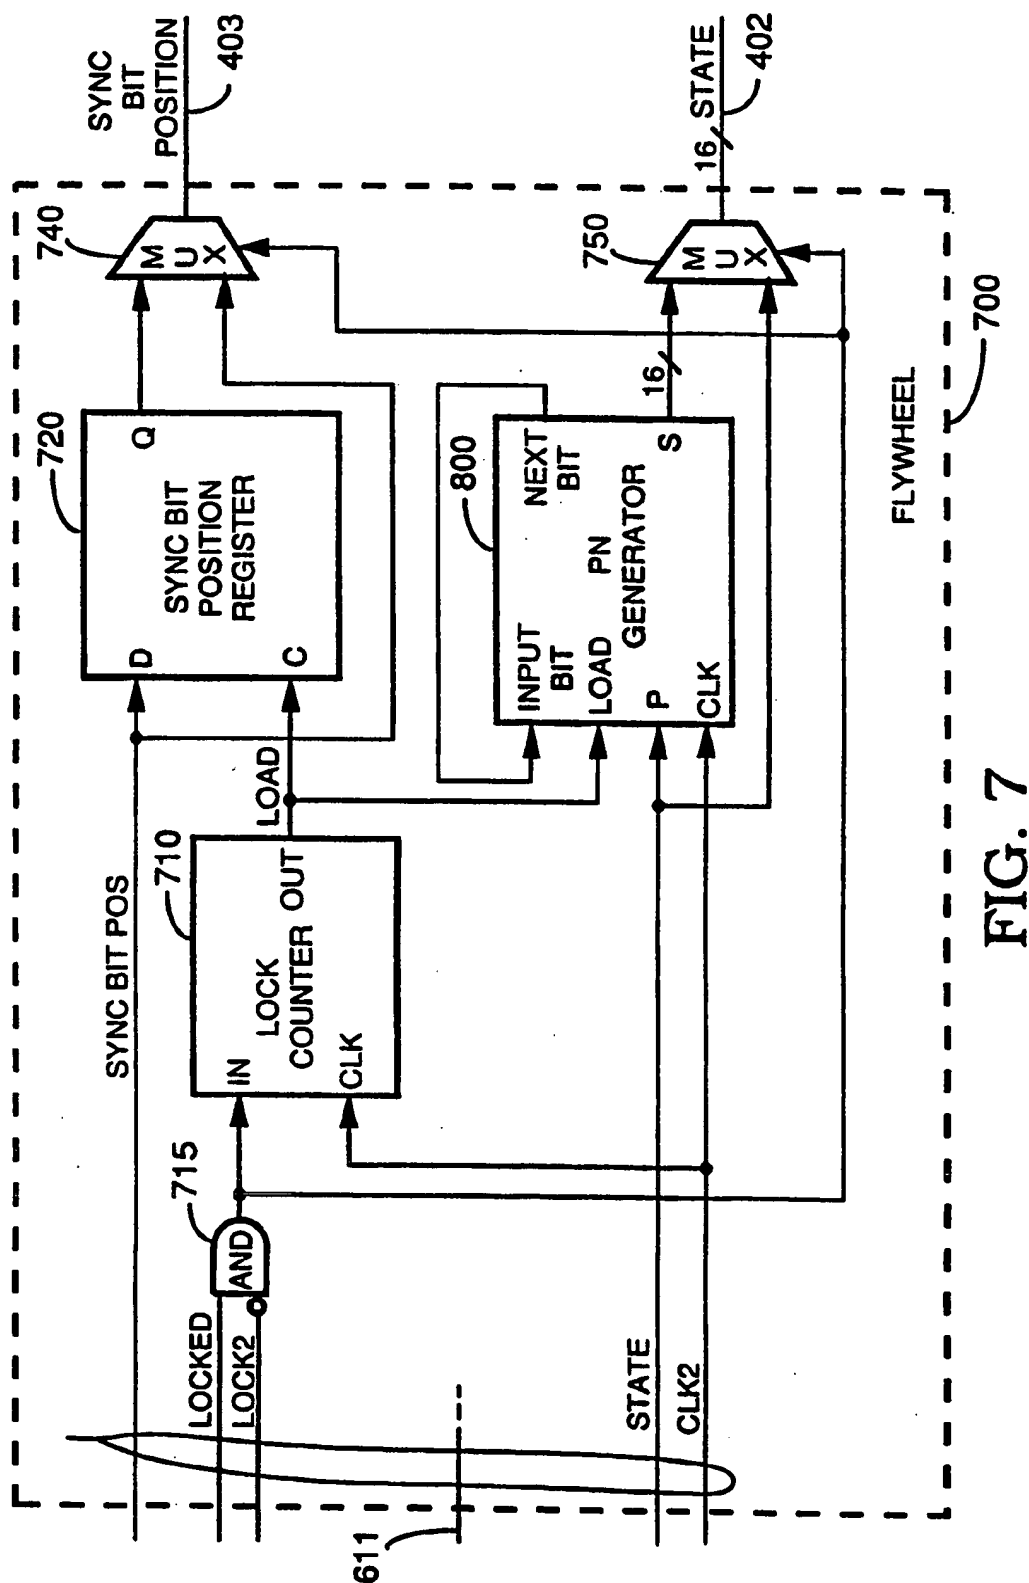 SYNC
BIT
POSITION
403
740
M
U
X
720
Q
SYNC BIT
POSITION
REGISTER
D
C
SYNC BIT POS
LOAD
710
OUT
LOCK
COUNTER
IN
CLK
715
AND
LOCKED
LOCK2
611
16
STATE
402
750
M
U
X
16
800
NEXT
BIT
S
PN
GENERATOR
INPUT
BIT
LOAD
P
CLK
STATE
CLK2
FLYWHEEL
700
FIG. 7